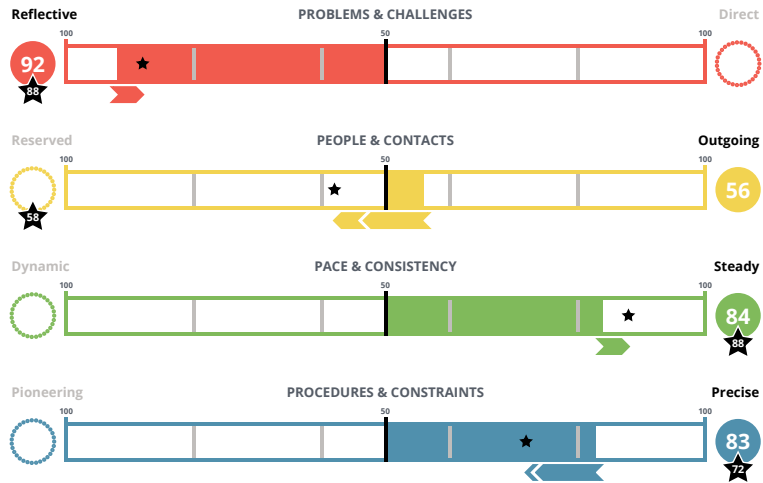 Reflective PROBLEMS & CHALLENGES Direct
100 50 100
92
88
Reserved PEOPLE & CONTACTS Outgoing
100 50 100
56
58
Dynamic PACE & CONSISTENCY Steady
100 50 100
84
88
Pioneering PROCEDURES & CONSTRAINTS Precise
100 50 100
83
72